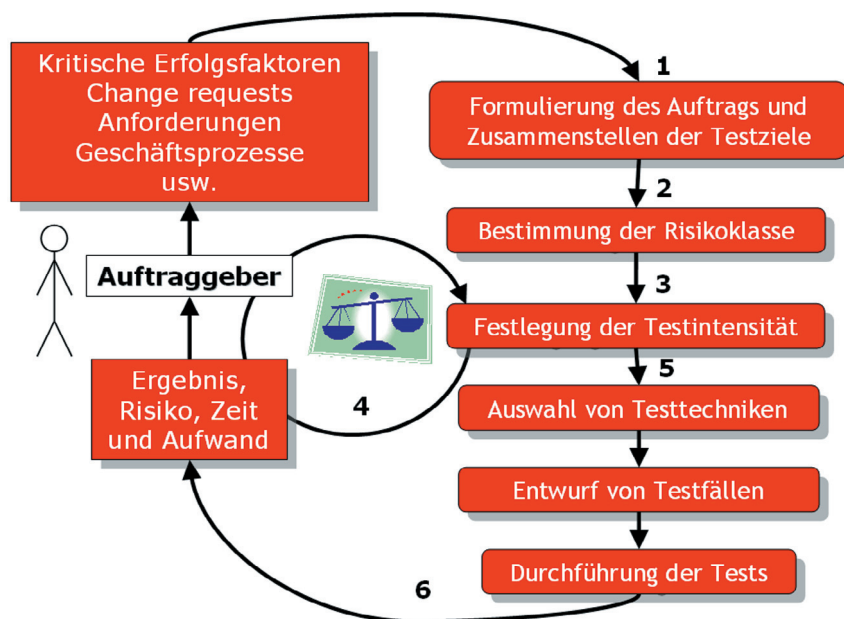 Kritische Erfolgsfaktoren
Change requests
Anforderungen
Geschäftsprozesse
usw.
1
Formulierung des Auftrags und
Zusammenstellen der Testziele
2
Bestimmung der Risikoklasse
Auftraggeber
3
Festlegung der Testintensität
Ergebnis,
Risiko, Zeit
und Aufwand
4
5
Auswahl von Testtechniken
Entwurf von Testfällen
Durchführung der Tests
6